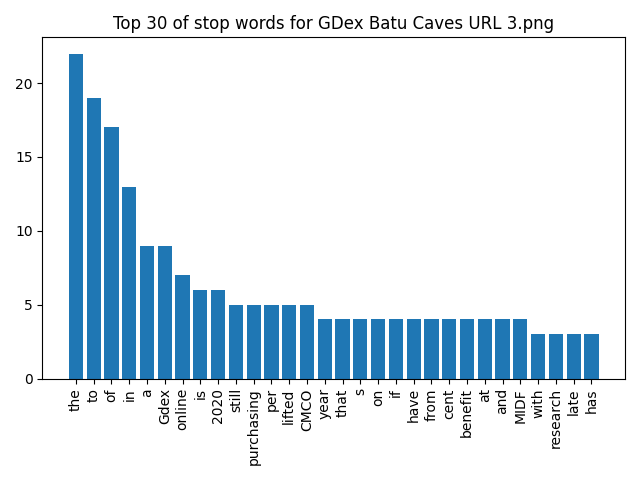 Top 30 of stop words for GDex Batu Caves URL 3.png
20
15
10
5
0
the
to
of
in
a
Gdex
online
is
2020
still
purchasing
per
lifted
CMCO
year
that
s
on
if
have
from
cent
benefit
at
and
MIDF
with
research
late
has